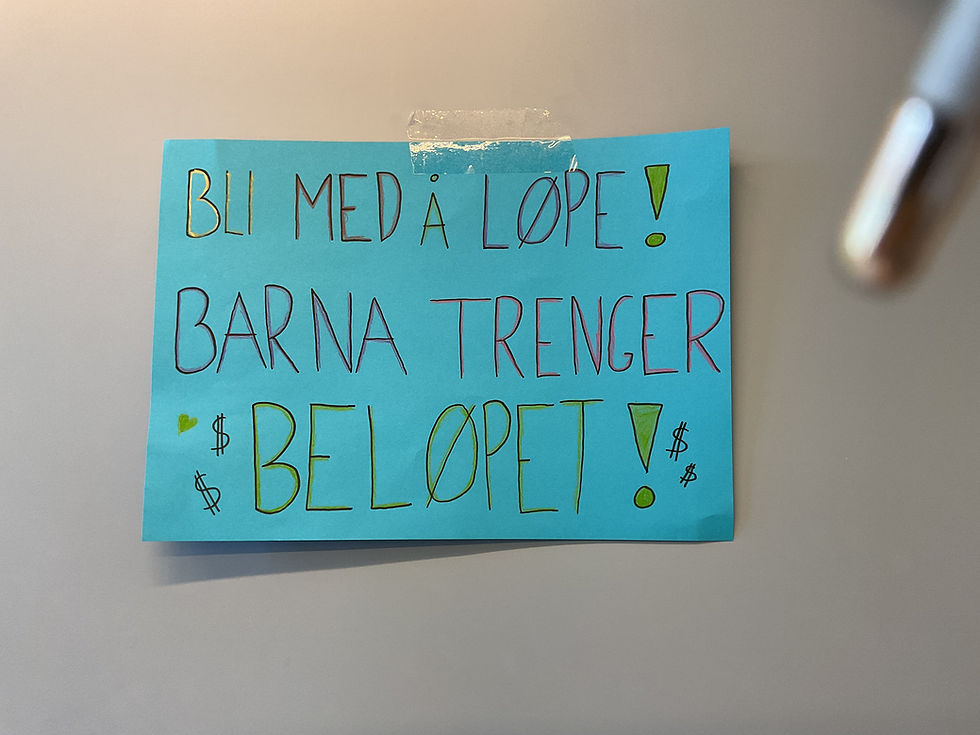 BLI MED Å LØPE!
BARNA TRENGER
$ $ BELØPET! $ $